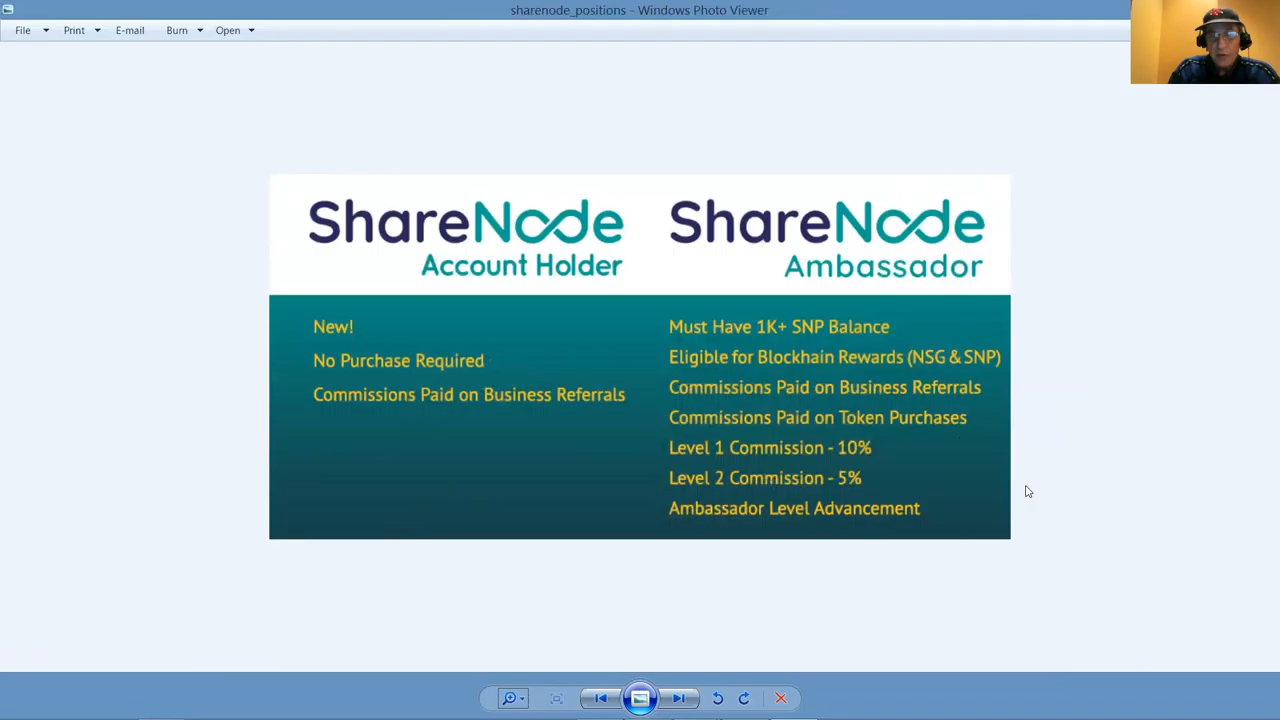 sharenode_positions - Windows Photo Viewer
File Print E-mail Burn Open
ShareNode
Account Holder
New!
No Purchase Required
Commissions Paid on Business Referrals
ShareNode
Ambassador
Must Have 1K+ SNP Balance
Eligible for Blockhain Rewards (NSG & SNP)
Commissions Paid on Business Referrals
Commissions Paid on Token Purchases
Level 1 Commission - 10%
Level 2 Commission - 5%
Ambassador Level Advancement